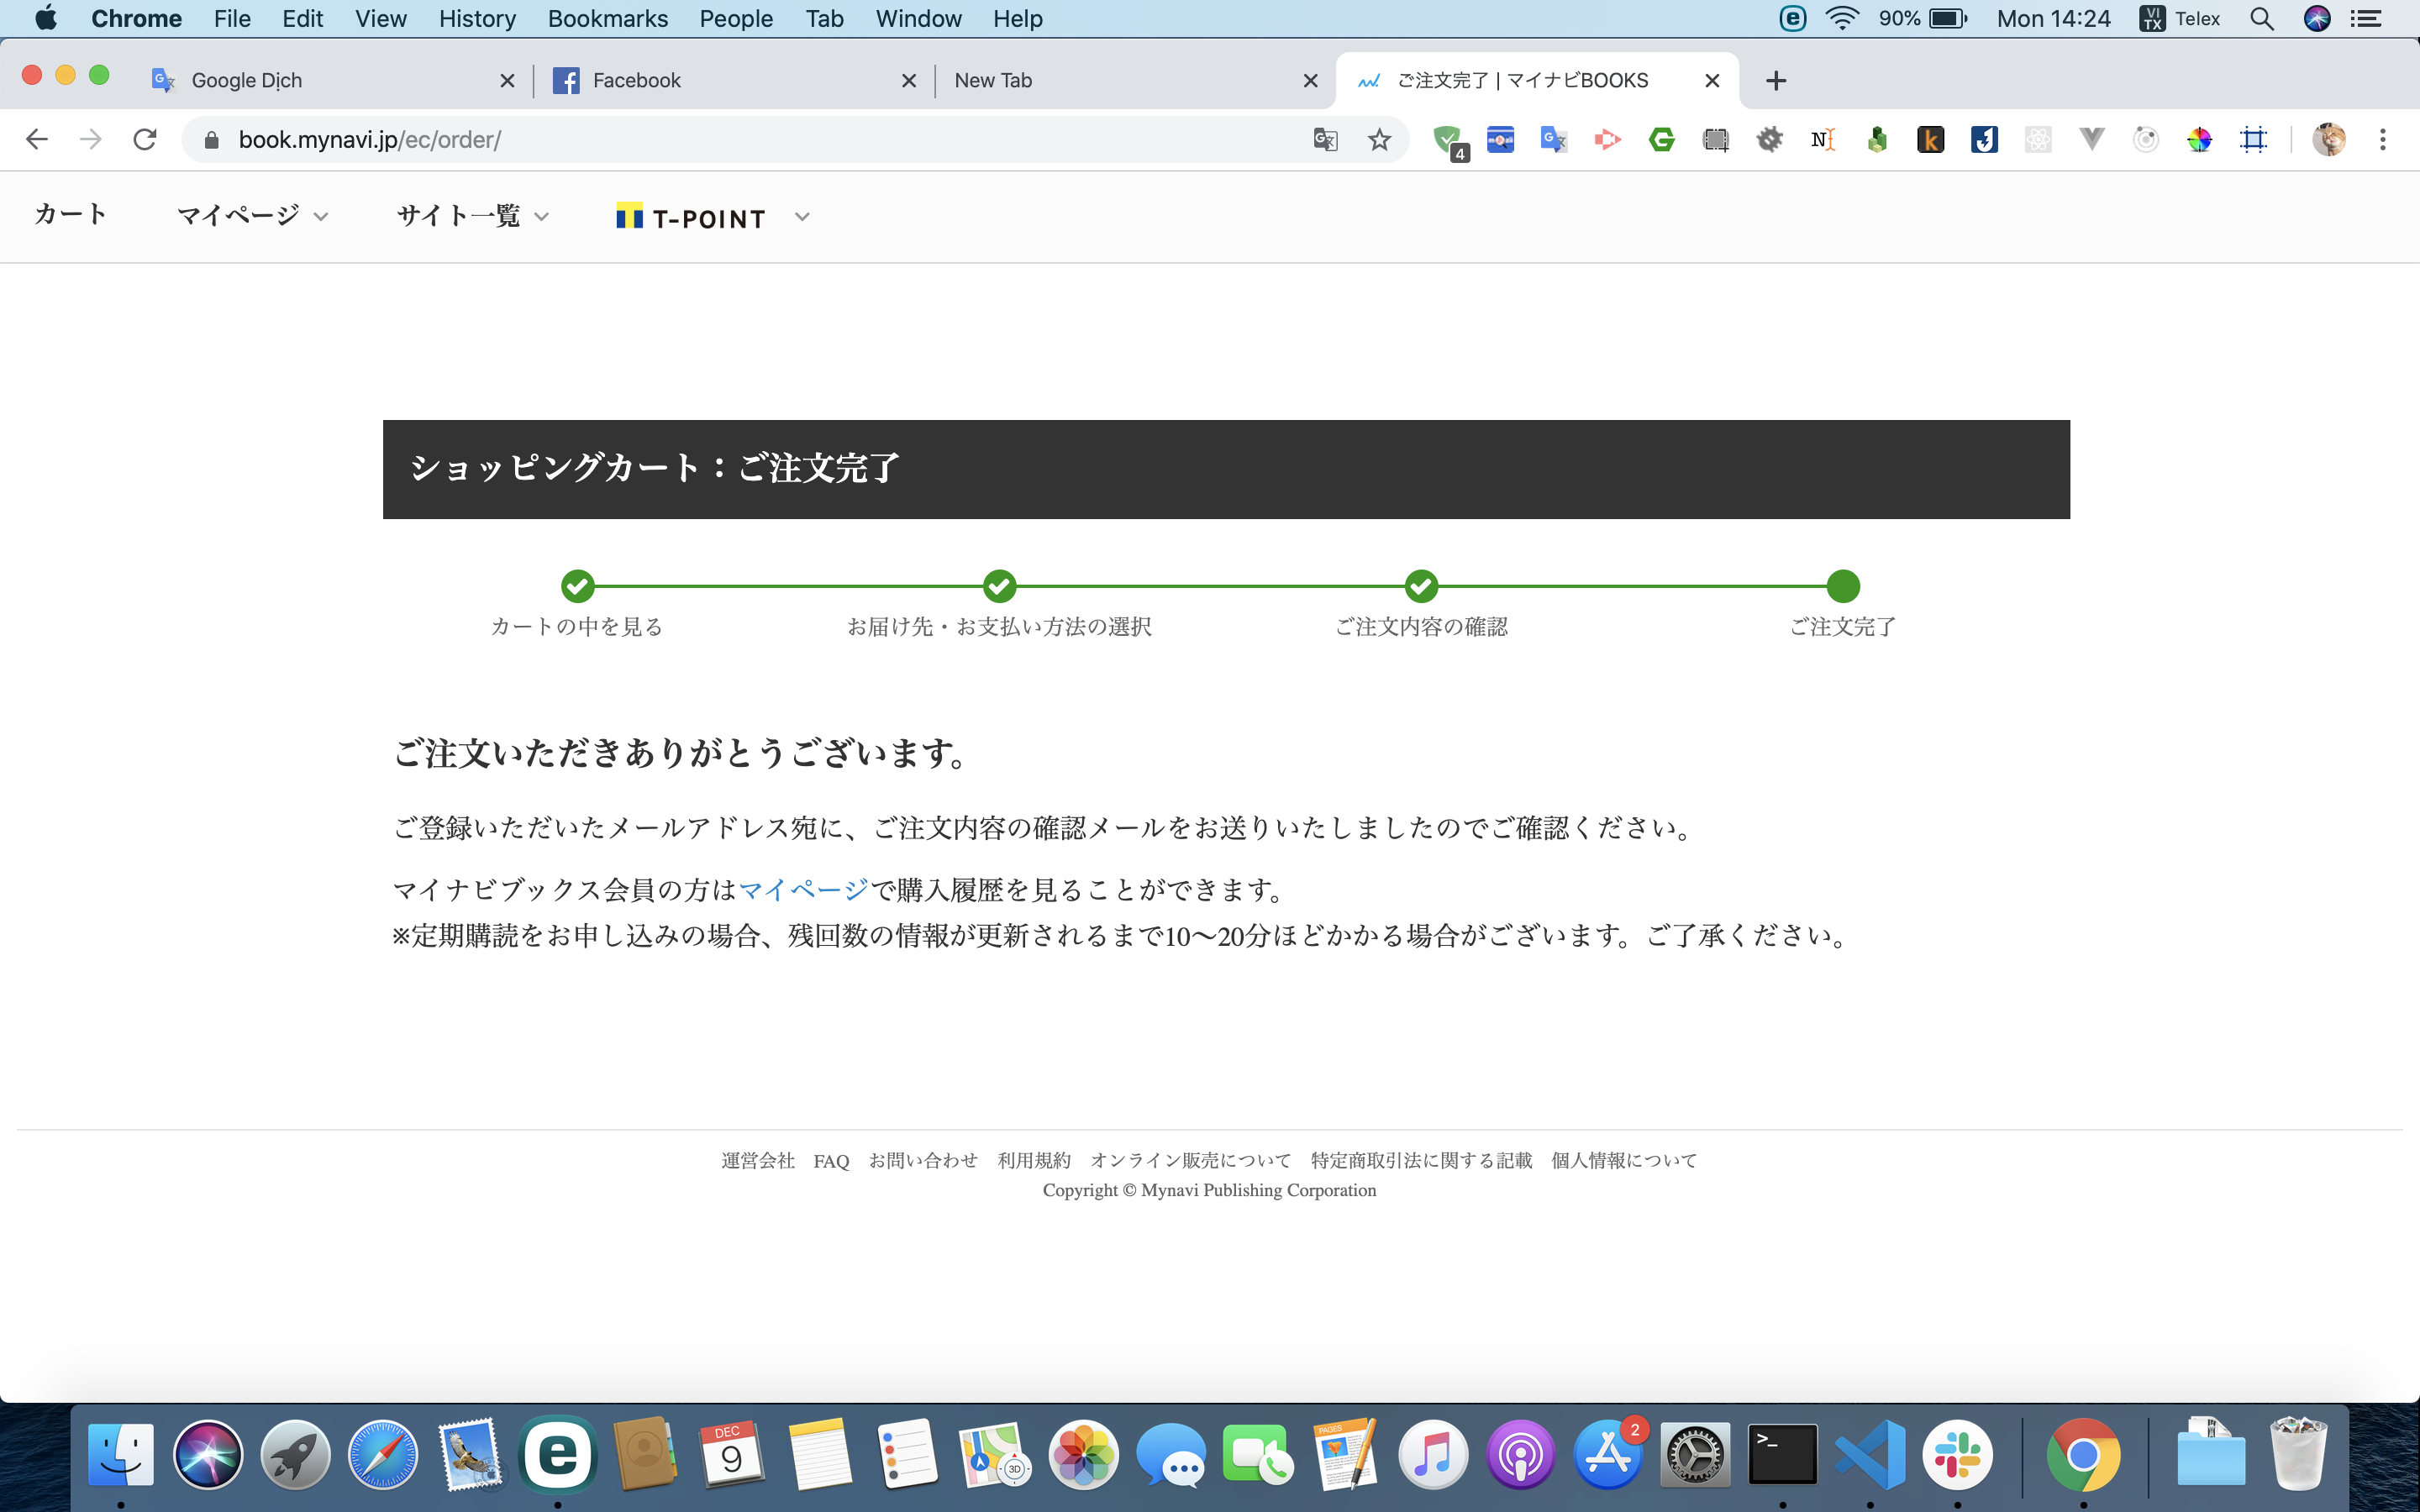 Chrome File Edit View History Bookmarks People Tab Window Help 90% Mon 14:24 VI TX Telex
Google Dịch Facebook New Tab ご注文完了 | マイナビBOOKS
book.mynavi.jp/ec/order/ 4
カート マイページ サイト一覧 T-POINT
ショッピングカート：ご注文完了
カートの中を見る お届け先・お支払い方法の選択 ご注文内容の確認 ご注文完了
ご注文いただきありがとうございます。
ご登録いただいたメールアドレス宛に、ご注文内容の確認メールをお送りいたしましたのでご確認ください。
マイナビブックス会員の方はマイページで購入履歴を見ることができます。
※定期購読をお申し込みの場合、残回数の情報が更新されるまで10〜20分ほどかかる場合がございます。ご了承ください。
運営会社 FAQ お問い合わせ 利用規約 オンライン販売について 特定商取引法に関する記載 個人情報について
Copyright © Mynavi Publishing Corporation
DEC
9
3D
PAGES
2